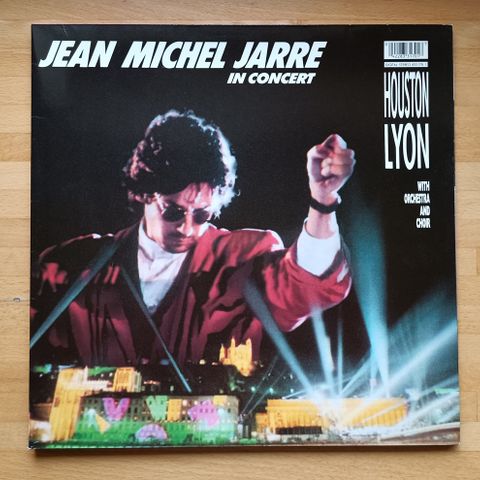 JEAN MICHEL JARRE
IN CONCERT
HOUSTON
LYON
WITH
ORCHESTRA
AND
CHOIR